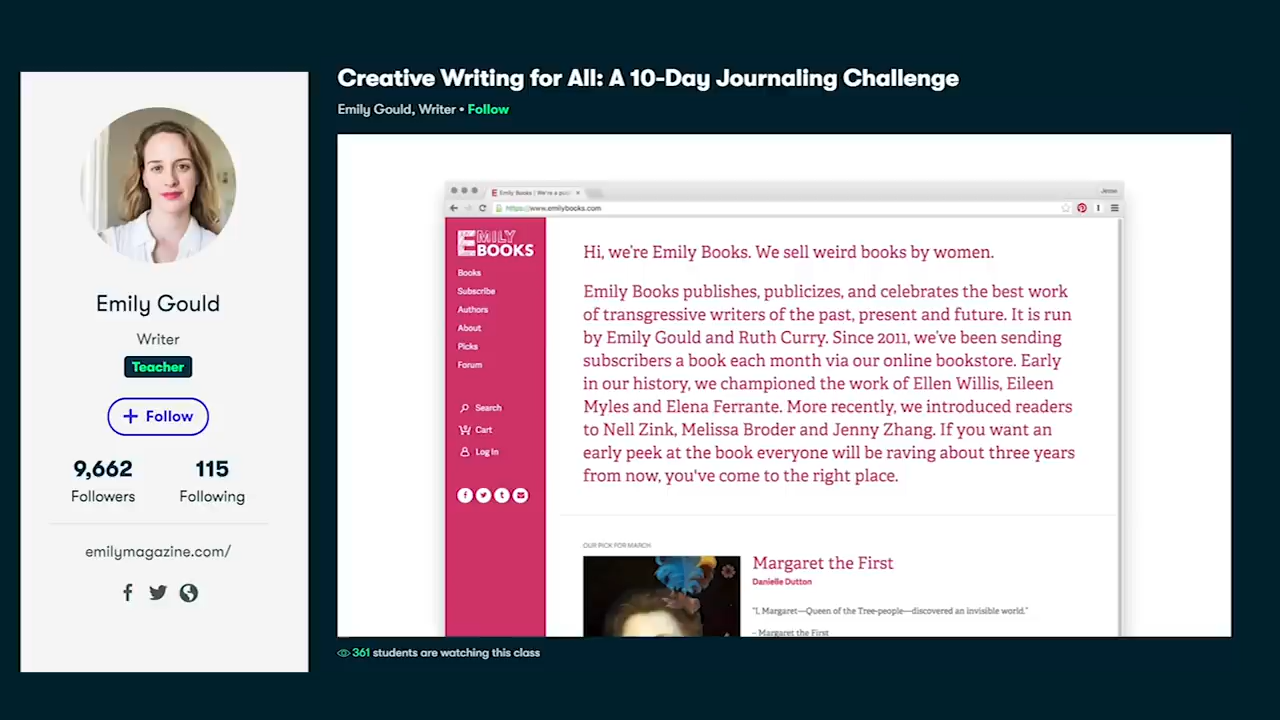 Emily Gould
Writer
Teacher
+ Follow
9,662
Followers
115
Following
emilymagazine.com/
Creative Writing for All: A 10-Day Journaling Challenge
Emily Gould, Writer • Follow
Emily Books | We're a pub
Jesse
https://www.emilybooks.com
EMILY
BOOKS
Books
Subscribe
Authors
About
Picks
Forum
Search
Cart
Log In
Hi, we're Emily Books. We sell weird books by women.
Emily Books publishes, publicizes, and celebrates the best work
of transgressive writers of the past, present and future. It is run
by Emily Gould and Ruth Curry. Since 2011, we've been sending
subscribers a book each month via our online bookstore. Early
in our history, we championed the work of Ellen Willis, Eileen
Myles and Elena Ferrante. More recently, we introduced readers
to Nell Zink, Melissa Broder and Jenny Zhang. If you want an
early peek at the book everyone will be raving about three years
from now, you've come to the right place.
OUR PICK FOR MARCH
Margaret the First
Danielle Dutton
"I, Margaret—Queen of the Tree-people—discovered an invisible world."
– Margaret the First
361 students are watching this class